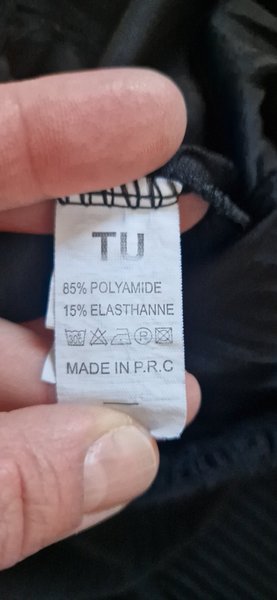 TU
85% POLYAMIDE
15% ELASTHANNE
MADE IN P.R.C